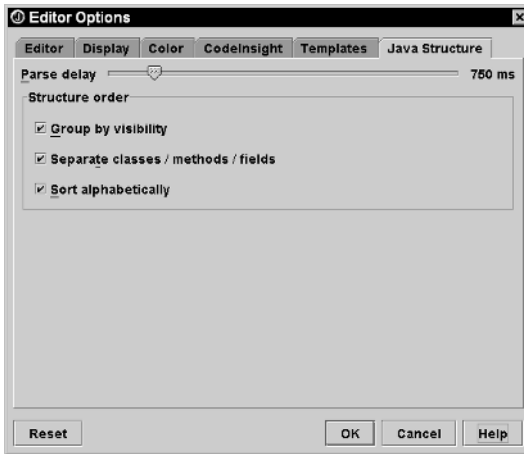 Editor Options
Editor Display Color CodeInsight Templates Java Structure
Parse delay 750 ms
Structure order
Group by visibility
Separate classes / methods / fields
Sort alphabetically
Reset OK Cancel Help